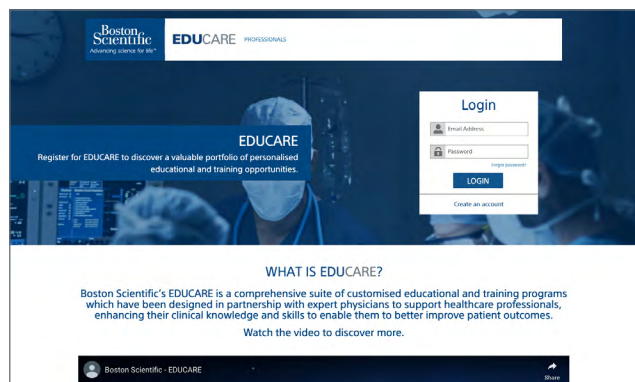 Boston
Scientific
Advancing science for life™
EDUCARE PROFESSIONALS
Login
Email Address
Password
Forgot password?
LOGIN
Create an account
EDUCARE
Register for EDUCARE to discover a valuable portfolio of personalised
educational and training opportunities.
WHAT IS EDUCARE?
Boston Scientific's EDUCARE is a comprehensive suite of customised educational and training programs
which have been designed in partnership with expert physicians to support healthcare professionals,
enhancing their clinical knowledge and skills to enable them to better improve patient outcomes.
Watch the video to discover more.
Boston Scientific - EDUCARE
Share